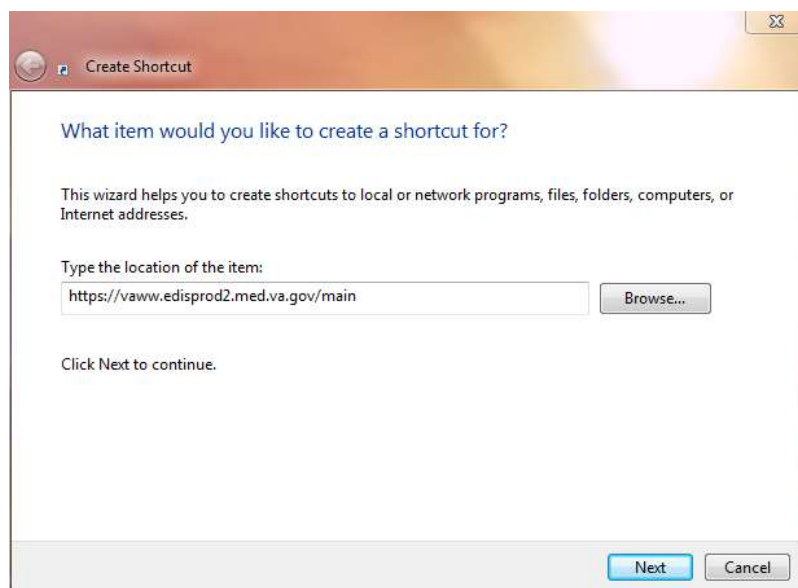 Create Shortcut
What item would you like to create a shortcut for?
This wizard helps you to create shortcuts to local or network programs, files, folders, computers, or
Internet addresses.
Type the location of the item:
https://vaww.edisprod2.med.va.gov/main
Browse...
Click Next to continue.
Next
Cancel